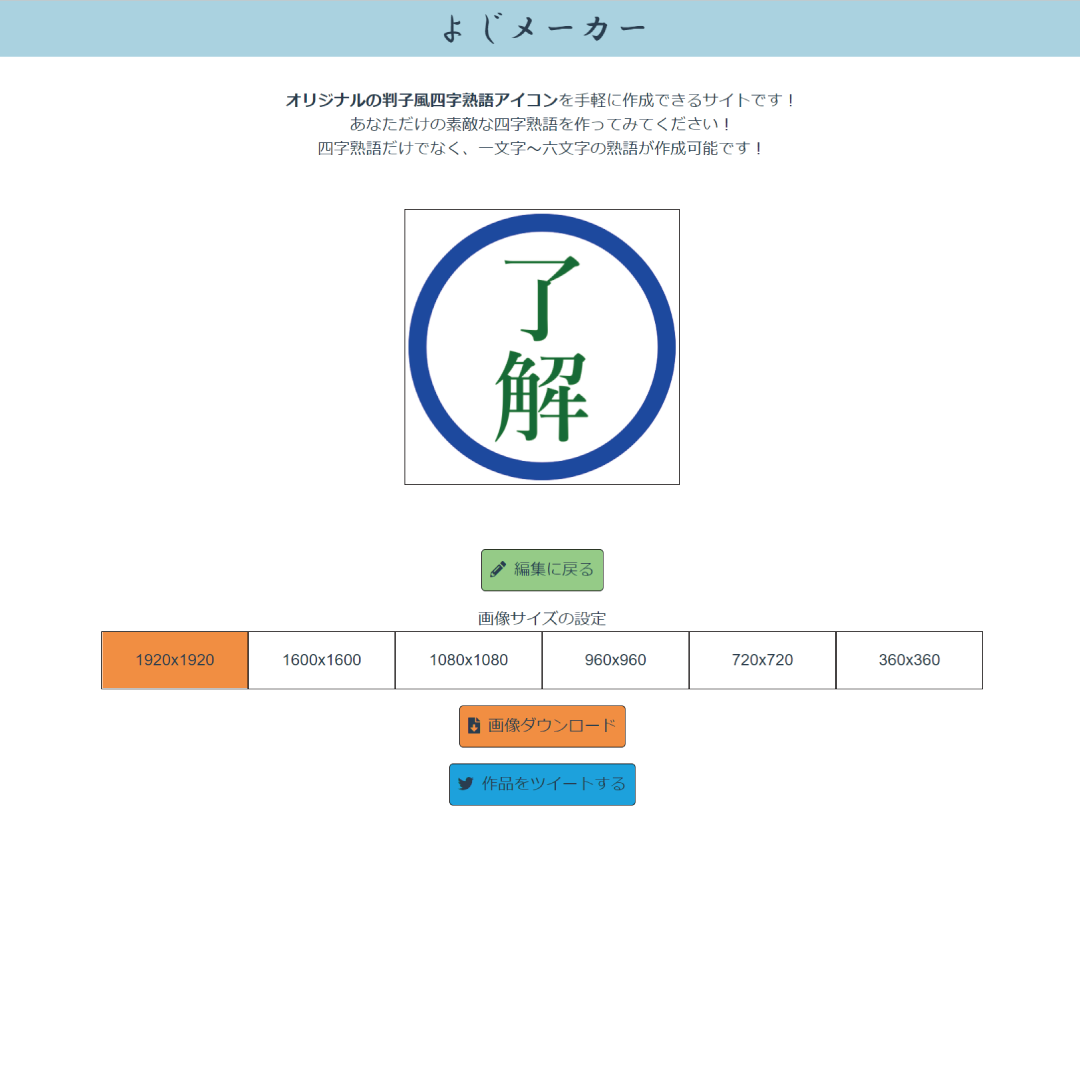 よじメーカー
オリジナルの判子風四字熟語アイコンを手軽に作成できるサイトです！
あなただけの素敵な四字熟語を作ってみてください！
四字熟語だけでなく、一文字～六文字の熟語が作成可能です！
了解
編集に戻る
画像サイズの設定
1920x1920 1600x1600 1080x1080 960x960 720x720 360x360
画像ダウンロード
作品をツイートする